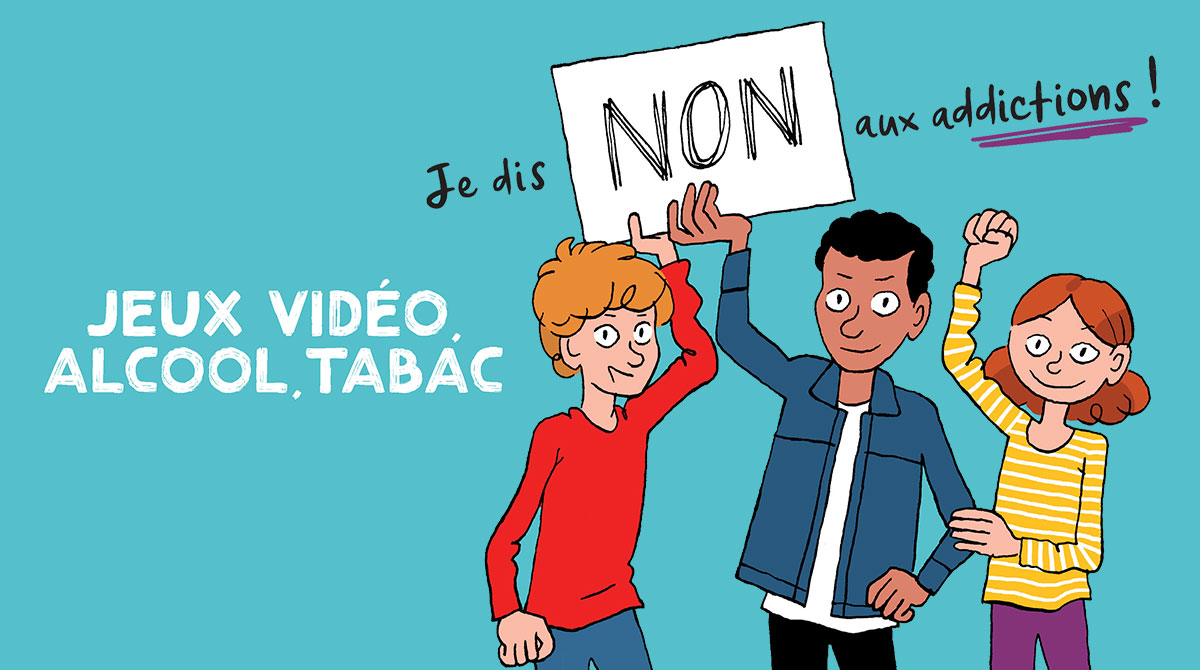 Je dis NON aux addictions !
JEUX VIDÉO,
ALCOOL, TABAC